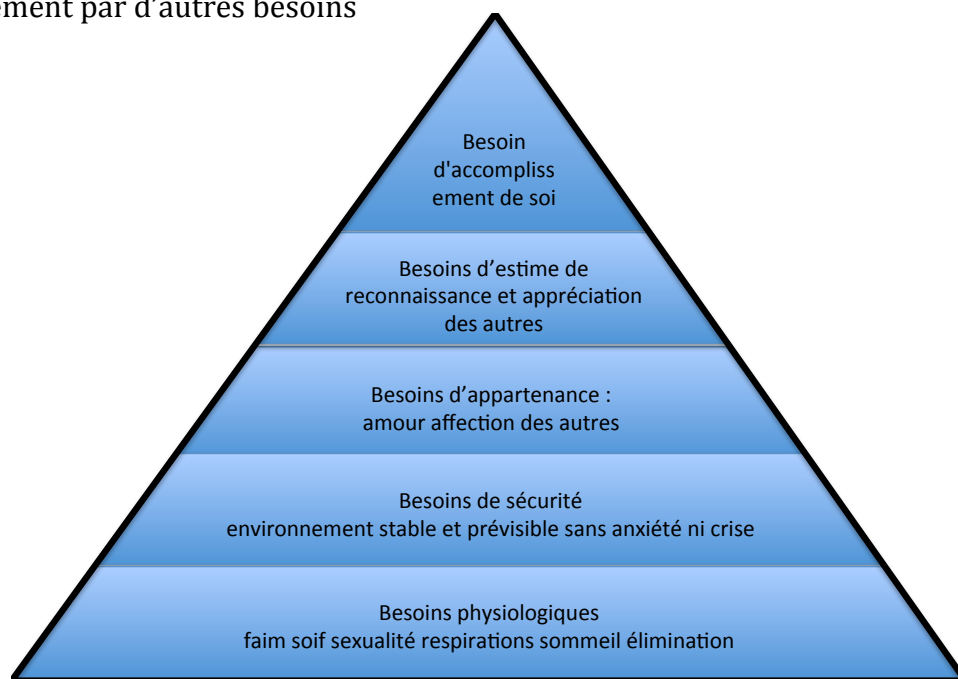 ement par d'autres besoins
Besoin
d'accompliss
ement de soi
Besoins d’estime de
reconnaissance et appréciation
des autres
Besoins d’appartenance :
amour affection des autres
Besoins de sécurité
environnement stable et prévisible sans anxiété ni crise
Besoins physiologiques
faim soif sexualité respirations sommeil élimination